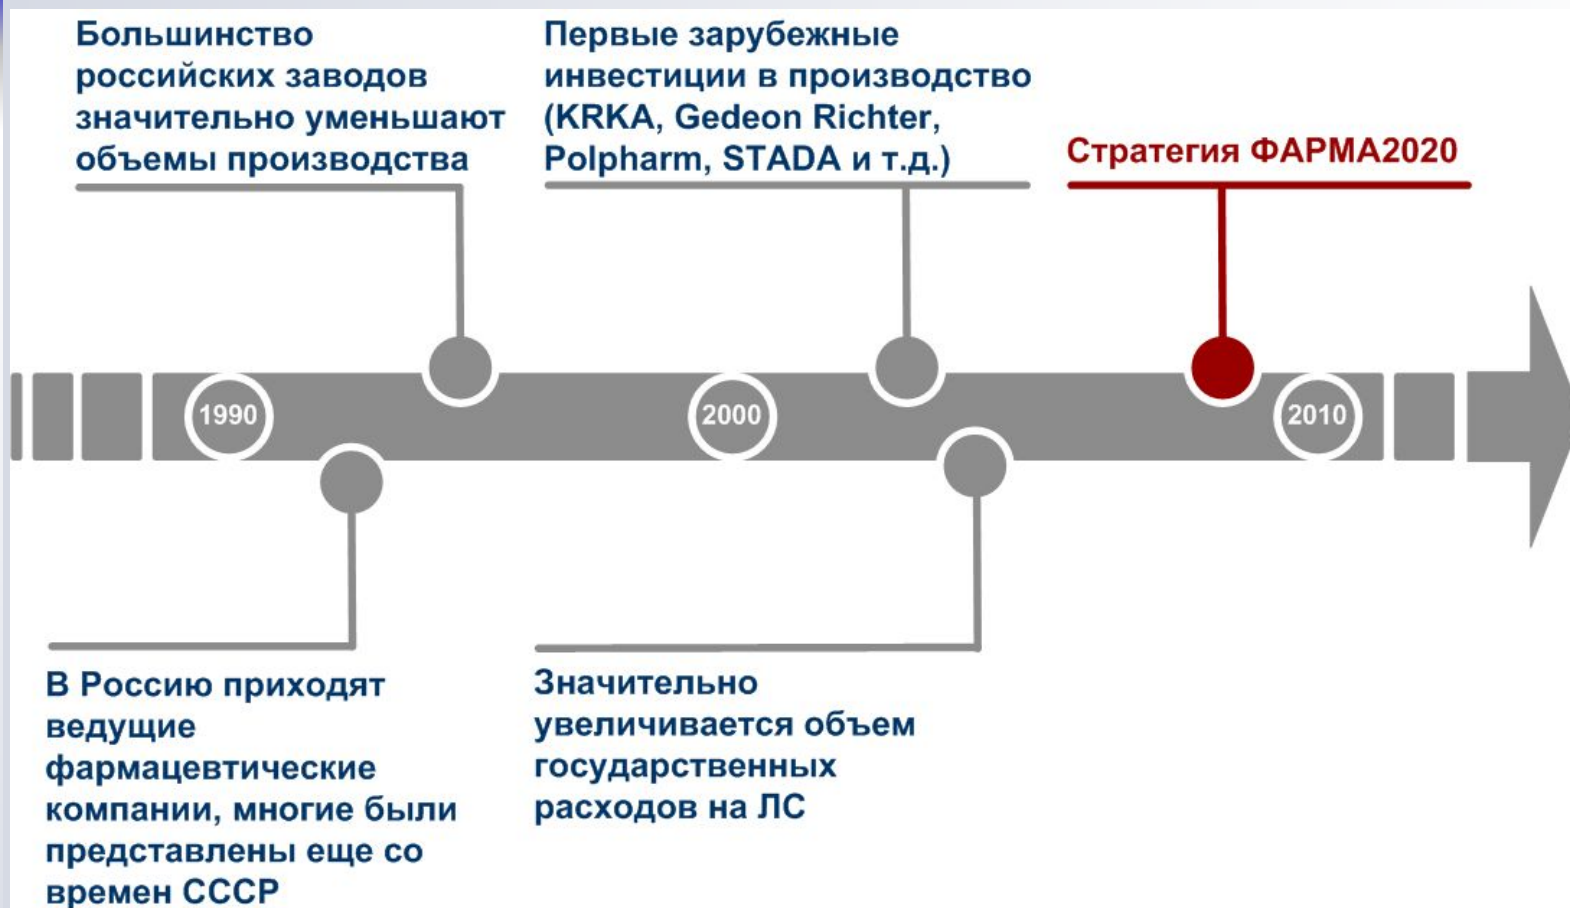 Большинство
российских заводов
значительно уменьшают
объемы производства
Первые зарубежные
инвестиции в производство
(KRKA, Gedeon Richter,
Polpharm, STADA и т.д.)
Стратегия ФАРМА2020
1990
2000
2010
В Россию приходят
ведущие
фармацевтические
компании, многие были
представлены еще со
времен СССР
Значительно
увеличивается объем
государственных
расходов на ЛС